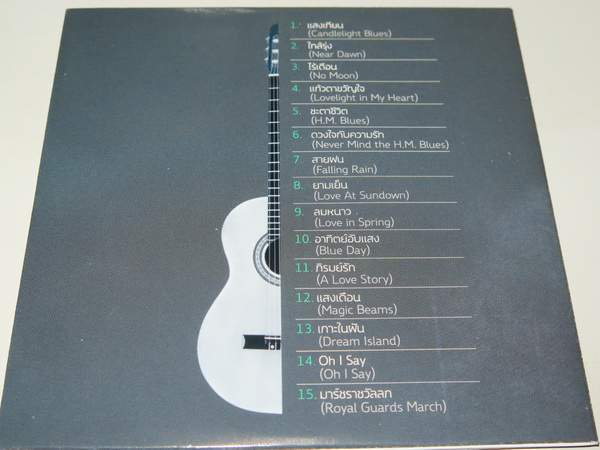 1. แสงเทียน
(Candlelight Blues)
2. ใกล้รุ่ง
(Near Dawn)
3. ไร้เดือน
(No Moon)
4. แก้วตาขวัญใจ
(Lovelight in My Heart)
5. ชะตาชีวิต
(H.M. Blues)
6. ดวงใจกับความรัก
(Never Mind the H.M. Blues)
7. สายฝน
(Falling Rain)
8. ยามเย็น
(Love At Sundown)
9. ลมหนาว
(Love in Spring)
10. อาทิตย์อับแสง
(Blue Day)
11. ภิรมย์รัก
(A Love Story)
12. แสงเดือน
(Magic Beams)
13. เกาะในฝัน
(Dream Island)
14. Oh I Say
(Oh I Say)
15. มาร์ชราชวัลลภ
(Royal Guards March)